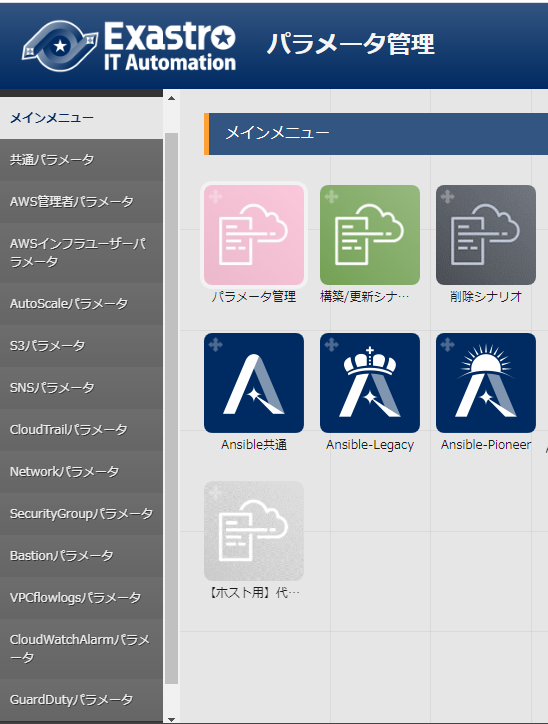 Exastro
IT Automation
パラメータ管理
メインメニュー
共通パラメータ
AWS管理者パラメータ
AWSインフラユーザーパ
ラメータ
AutoScaleパラメータ
S3パラメータ
SNSパラメータ
CloudTrailパラメータ
Networkパラメータ
SecurityGroupパラメータ
Bastionパラメータ
VPCflowlogsパラメータ
CloudWatchAlarmパラメ
ータ
GuardDutyパラメータ
メインメニュー
パラメータ管理
構築/更新シナ…
削除シナリオ
Ansible共通
Ansible-Legacy
Ansible-Pioneer
【ホスト用】代…